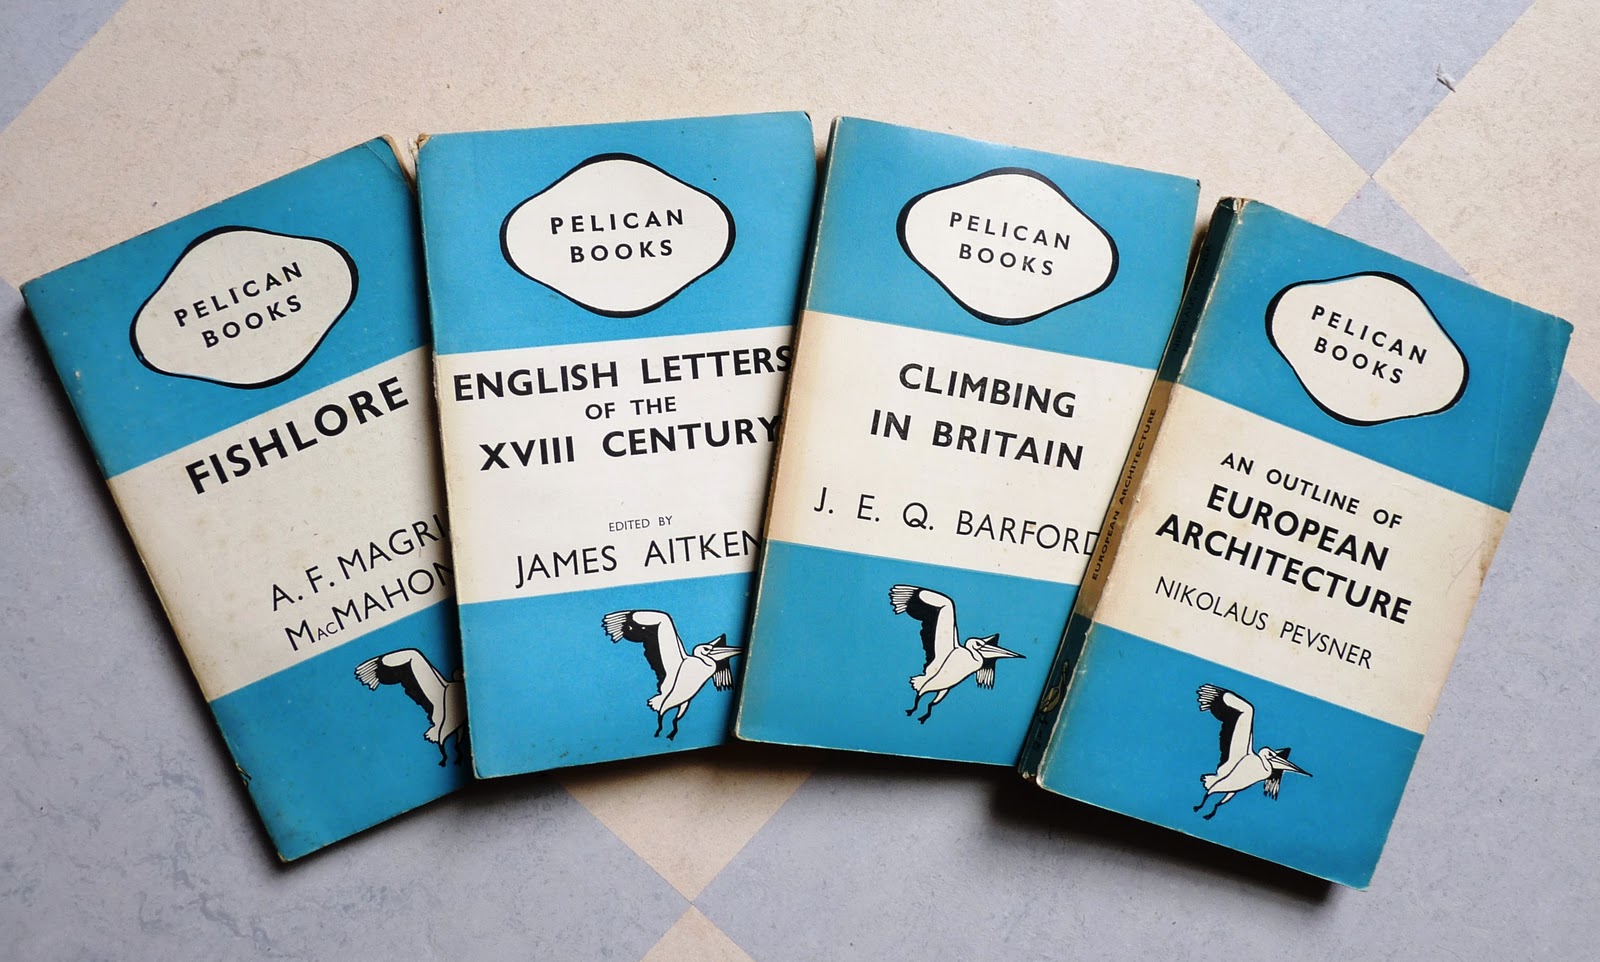 PELICAN
BOOKS
FISHLORE
A. F. MAGRI
MacMAHON
PELICAN
BOOKS
ENGLISH LETTERS
OF THE
XVIII CENTURY
EDITED BY
JAMES AITKEN
PELICAN
BOOKS
CLIMBING
IN BRITAIN
J. E. Q. BARFORD
EUROPEAN ARCHITECTURE
PELICAN
BOOKS
AN OUTLINE OF
EUROPEAN
ARCHITECTURE
NIKOLAUS PEVSNER